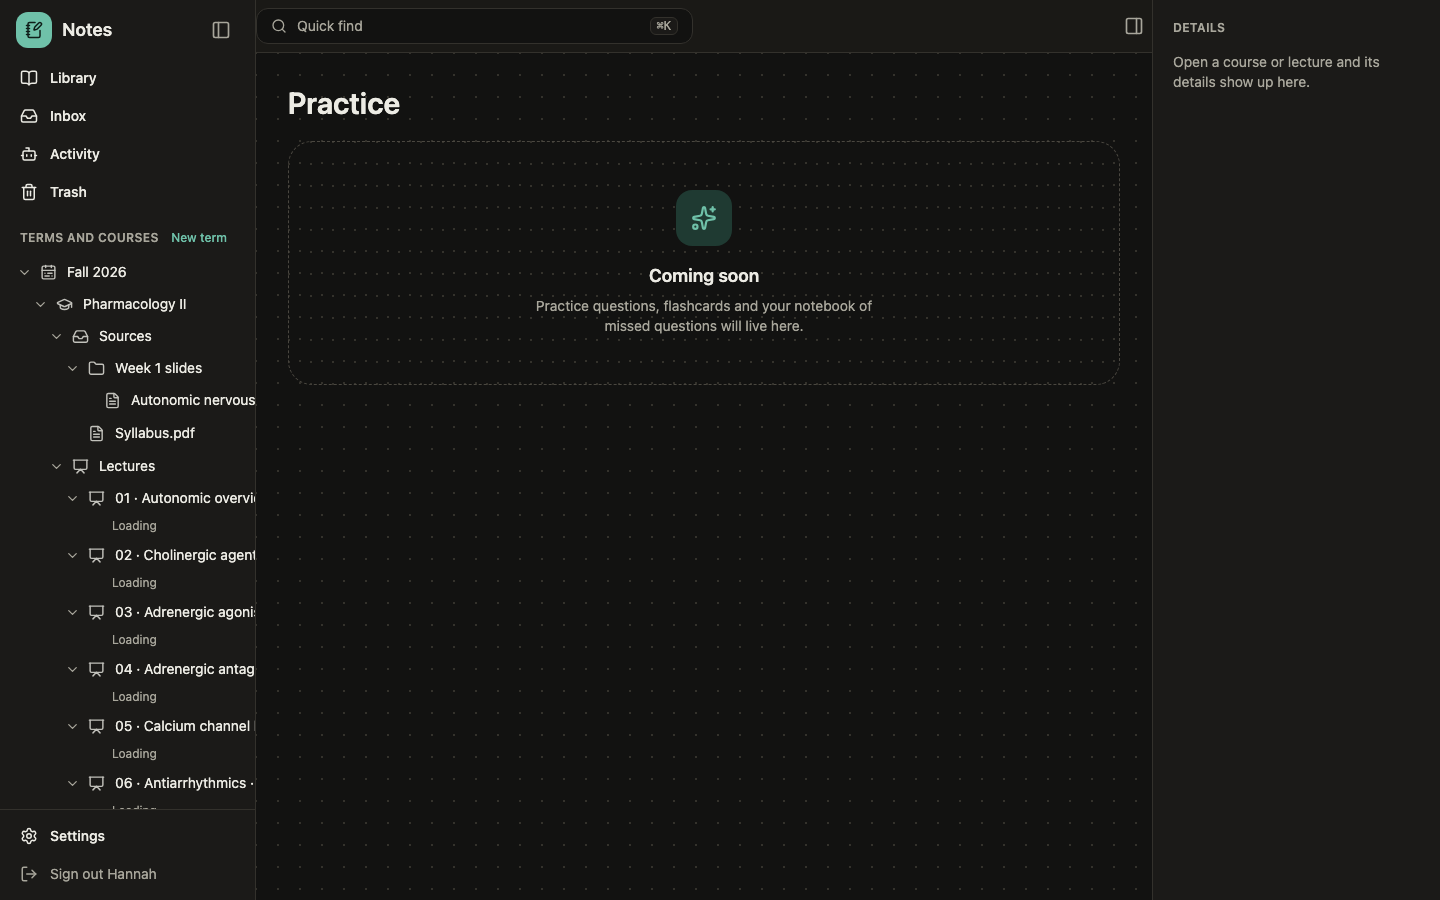 Notes
Quick find
⌘K
Library
Inbox
Activity
Trash
TERMS AND COURSES New term
Fall 2026
Pharmacology II
Sources
Week 1 slides
Autonomic nervous
Syllabus.pdf
Lectures
01 · Autonomic overvi
Loading
02 · Cholinergic agent
Loading
03 · Adrenergic agonis
Loading
04 · Adrenergic antag
Loading
05 · Calcium channel
Loading
06 · Antiarrhythmics ·
Loading
Settings
Sign out Hannah
Practice
Coming soon
Practice questions, flashcards and your notebook of
missed questions will live here.
DETAILS
Open a course or lecture and its
details show up here.